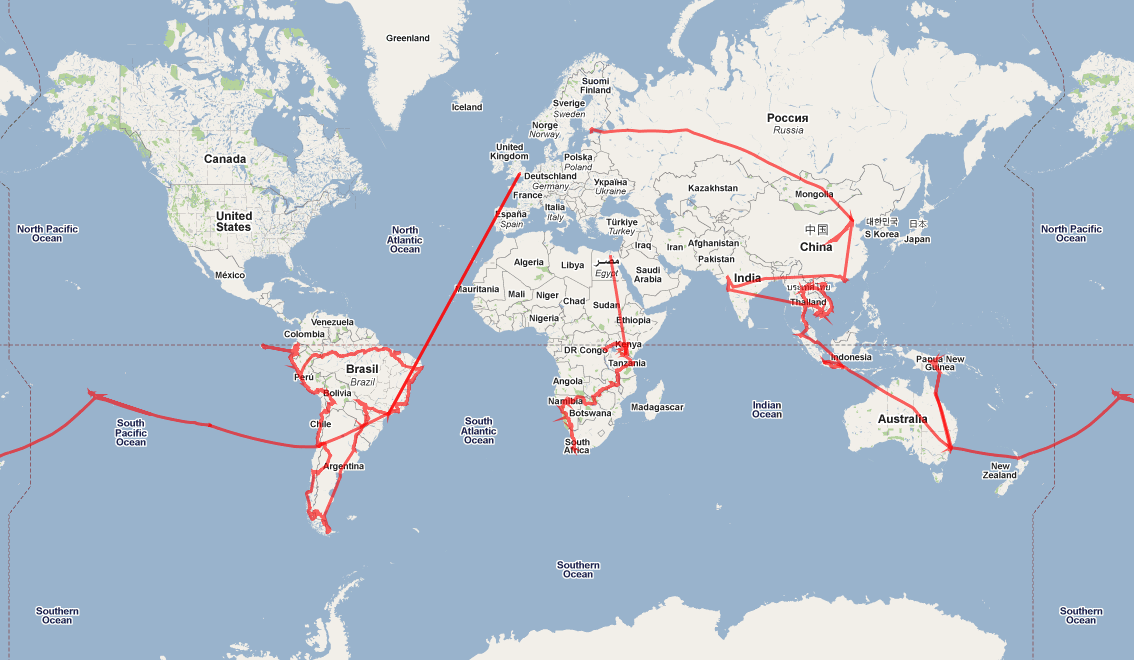 Greenland
Iceland
Suomi
Finland
Sverige
Sweden
Norge
Norway
Россия
Russia
United
Kingdom
Polska
Poland
Canada
Deutschland
Germany
Україна
Ukraine
Kazakhstan
Mongolia
France
United
States
España
Spain
Italia
Italy
Türkiye
Turkey
中国
China
대한민국
S Korea
日本
Japan
North Pacific
Ocean
North
Atlantic
Ocean
North Pacific
Ocean
Iraq
Iran
Afghanistan
Pakistan
México
Algeria
Libya
مصر
Egypt
Saudi
Arabia
India
ประเทศไทย
Thailand
Mauritania
Mali
Niger
Chad
Sudan
Nigeria
Ethiopia
Venezuela
Colombia
DR Congo
Kenya
Tanzania
Indonesia
Papua New
Guinea
Perú
Brasil
Brazil
Bolivia
Angola
Namibia
Botswana
Madagascar
Indian
Ocean
Chile
South
Pacific
Ocean
South
Atlantic
Ocean
South
Africa
Australia
Argentina
New
Zealand
Southern
Ocean
Southern
Ocean
Southern
Ocean